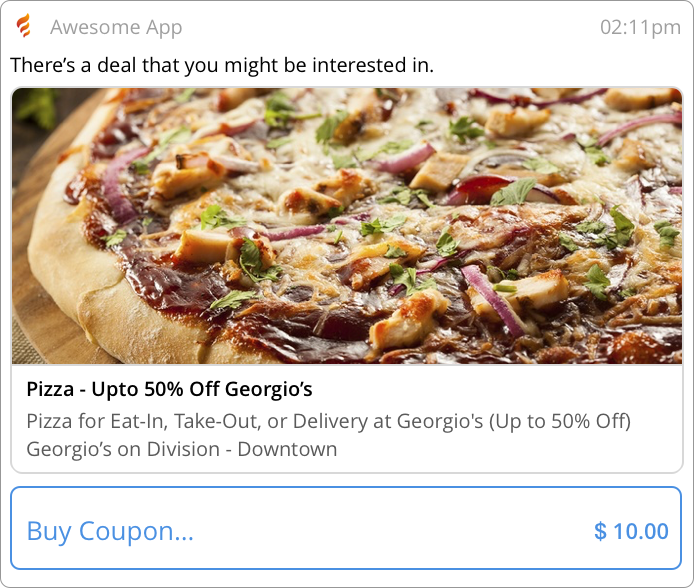 Awesome App 02:11pm
There’s a deal that you might be interested in.
Pizza - Upto 50% Off Georgio’s
Pizza for Eat-In, Take-Out, or Delivery at Georgio's (Up to 50% Off)
Georgio’s on Division - Downtown
Buy Coupon... $ 10.00